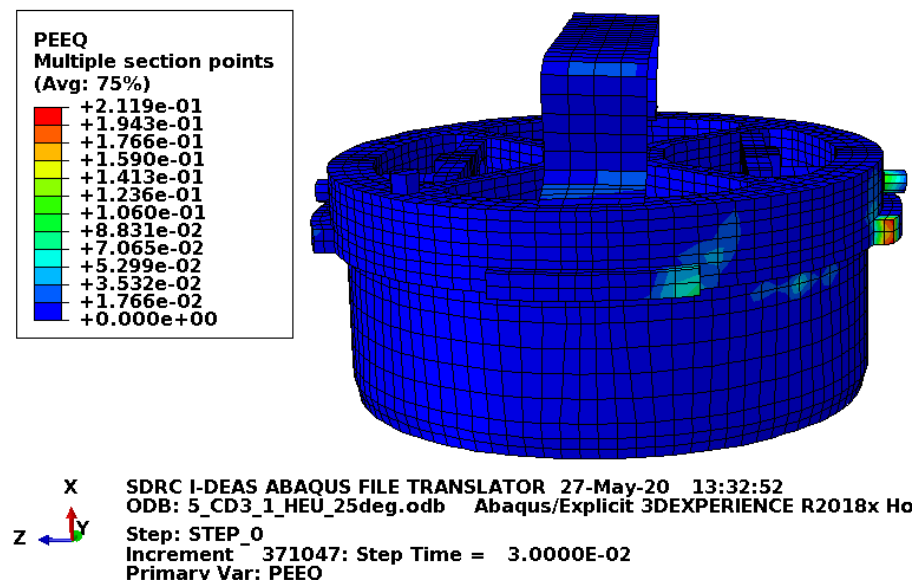 PEEQ
Multiple section points
(Avg: 75%)
+2.119e-01
+1.943e-01
+1.766e-01
+1.590e-01
+1.413e-01
+1.236e-01
+1.060e-01
+8.831e-02
+7.065e-02
+5.299e-02
+3.532e-02
+1.766e-02
+0.000e+00
X
Y
Z
SDRC I-DEAS ABAQUS FILE TRANSLATOR 27-May-20 13:32:52
ODB: 5_CD3_1_HEU_25deg.odb Abaqus/Explicit 3DEXPERIENCE R2018x Ho
Step: STEP_0
Increment 371047: Step Time = 3.0000E-02
Primary Var: PEEQ